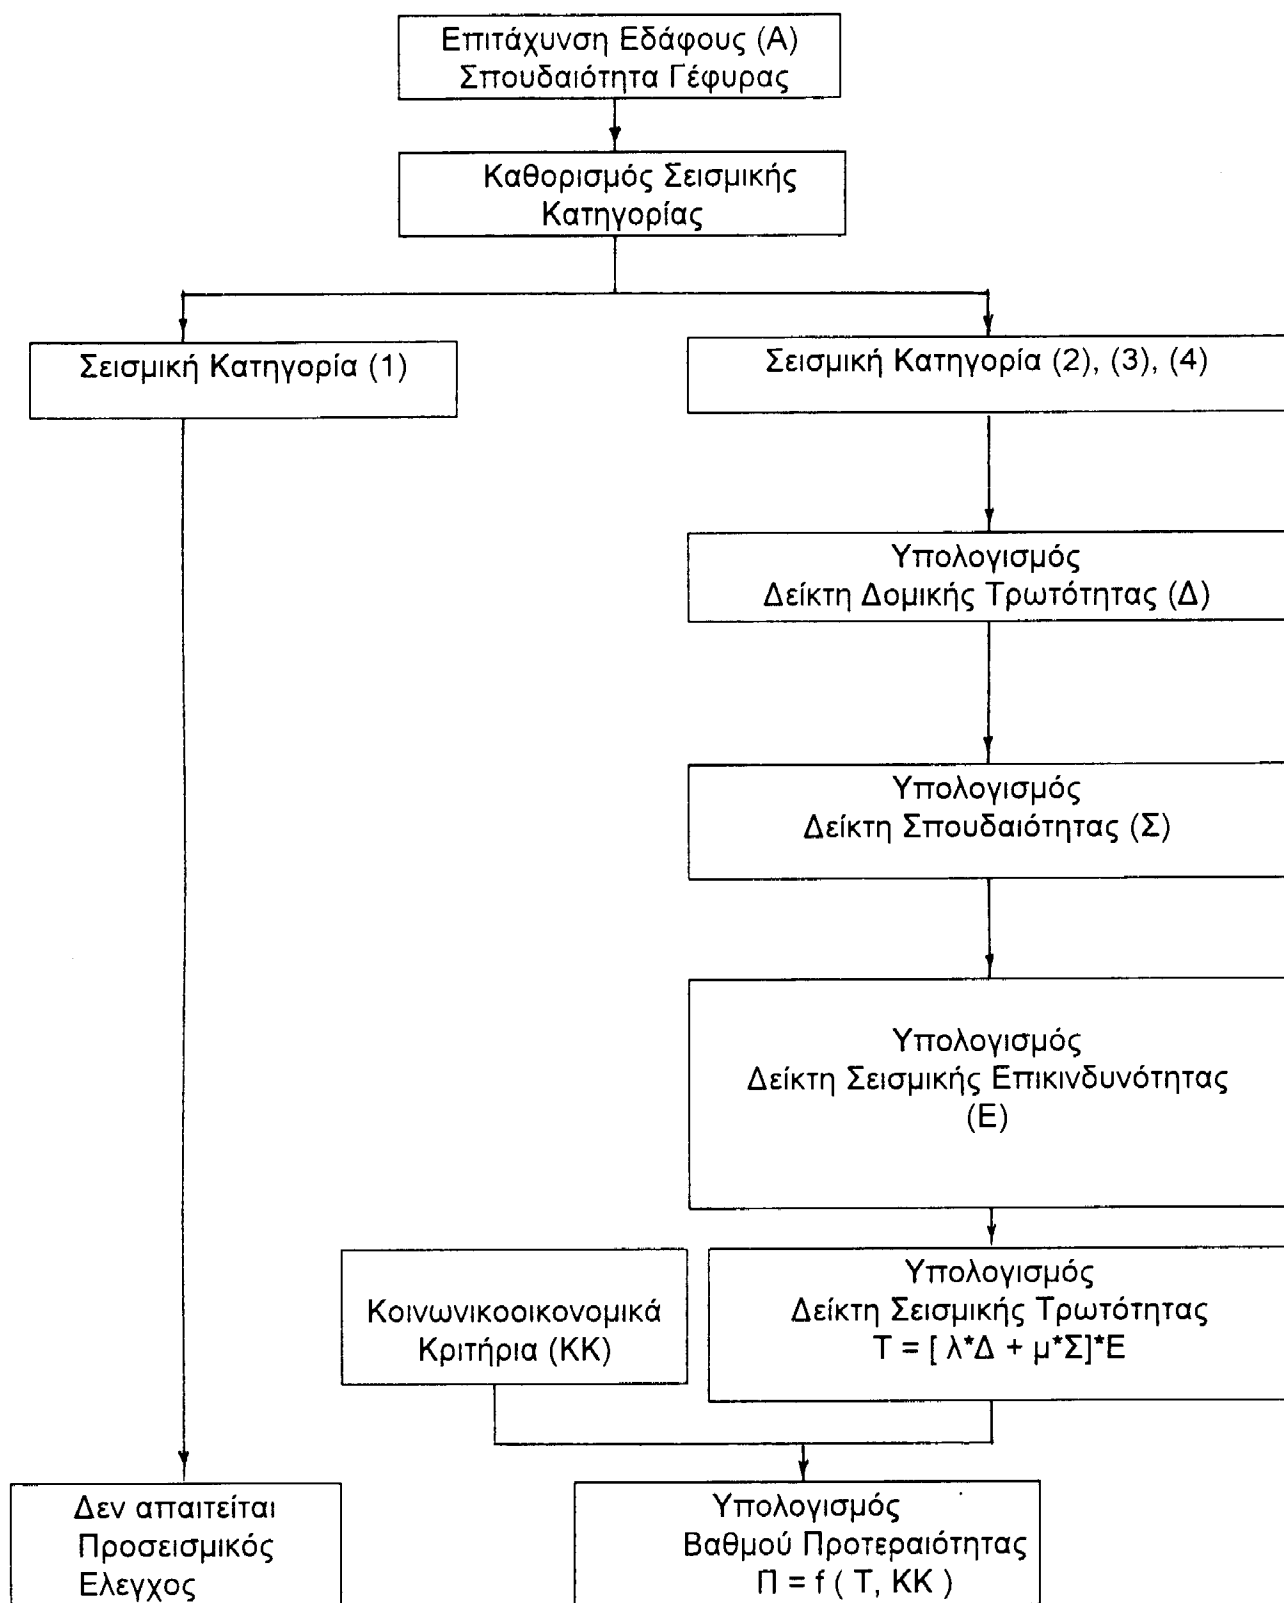 Επιτάχυνση Εδάφους (Α)
Σπουδαιότητα Γέφυρας
Καθορισμός Σεισμικής
Κατηγορίας
Σεισμική Κατηγορία (1)
Σεισμική Κατηγορία (2), (3), (4)
Υπολογισμός
Δείκτη Δομικής Τρωτότητας (Δ)
Υπολογισμός
Δείκτη Σπουδαιότητας (Σ)
Υπολογισμός
Δείκτη Σεισμικής Επικινδυνότητας
(Ε)
Κοινωνικοοικονομικά
Κριτήρια (ΚΚ)
Υπολογισμός
Δείκτη Σεισμικής Τρωτότητας
Τ = [ λ*Δ + μ*Σ]*Ε
Δεν απαιτείται
Προσεισμικός
Ελεγχος
Υπολογισμός
Βαθμού Προτεραιότητας
Π = f ( Τ, ΚΚ )